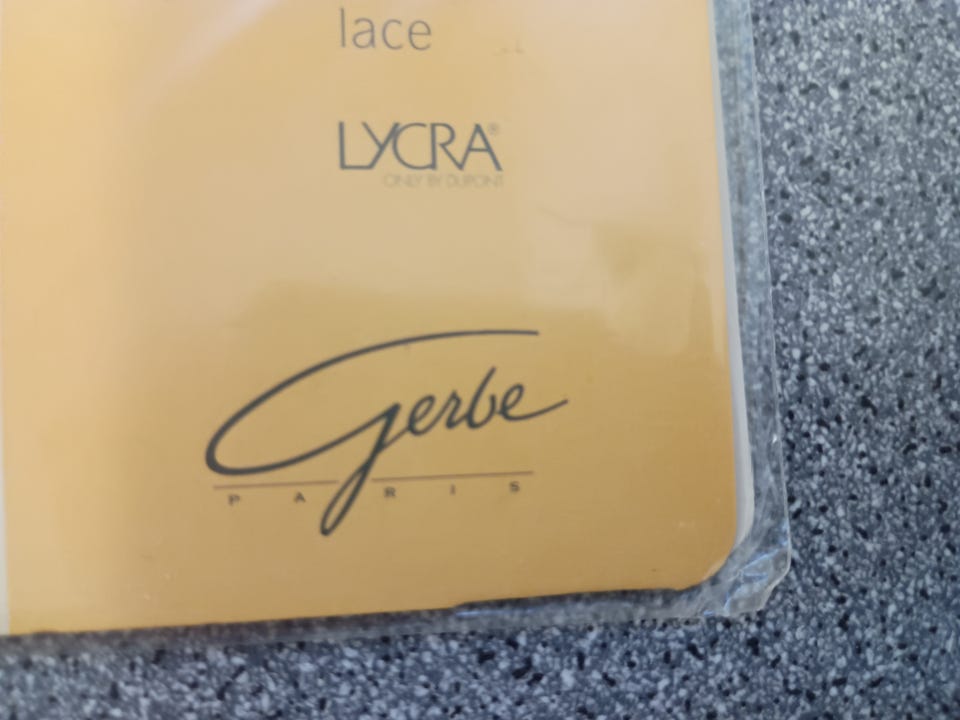 lace
LYCRA®
ONLY BY DUPONT
Gerbe
PARIS